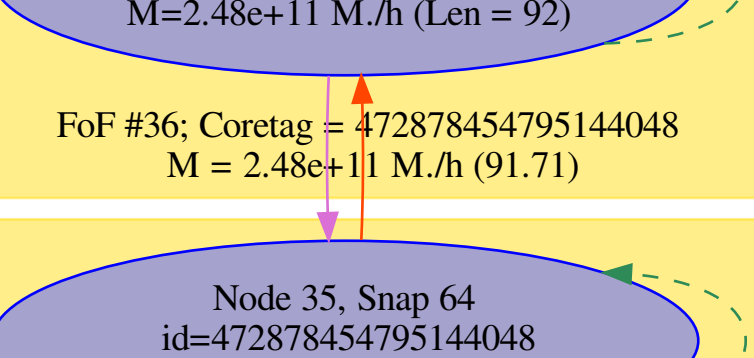 M=2.48e+11 M./h (Len = 92)
FoF #36; Coretag = 472878454795144048
M = 2.48e+11 M./h (91.71)
Node 35, Snap 64
id=472878454795144048